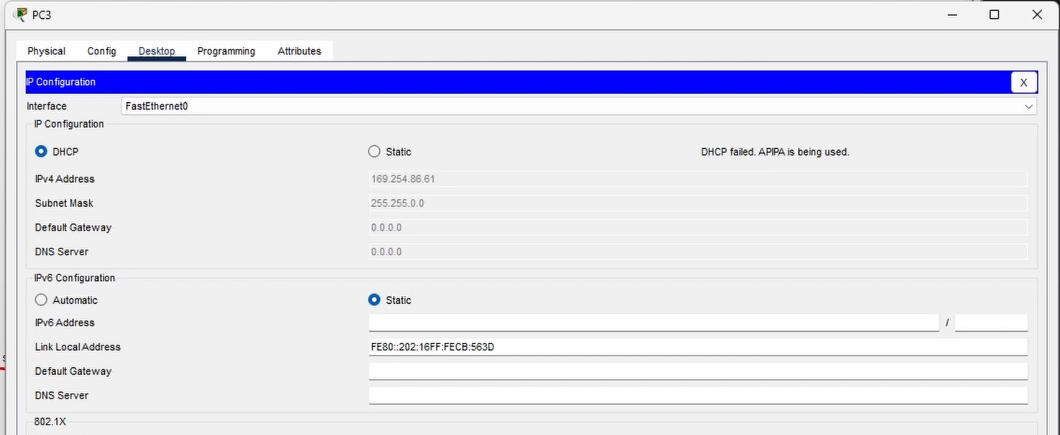 PC3
Physical Config Desktop Programming Attributes
IP Configuration X
Interface FastEthernet0
IP Configuration
DHCP Static DHCP failed. APIPA is being used.
IPv4 Address 169.254.86.61
Subnet Mask 255.255.0.0
Default Gateway 0.0.0.0
DNS Server 0.0.0.0
IPv6 Configuration
Automatic Static
IPv6 Address /
Link Local Address FE80::202:16FF:FECB:563D
Default Gateway
DNS Server
802.1X